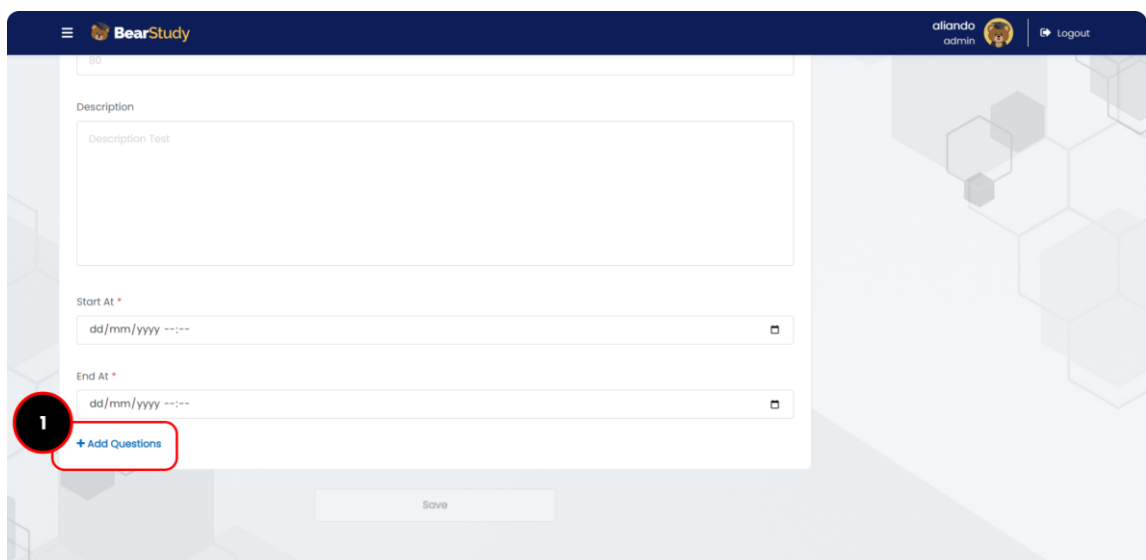 BearStudy
aliando
admin
Logout
80
Description
Description Test
Start At *
dd/mm/yyyy --:--
End At *
dd/mm/yyyy --:--
1
+ Add Questions
Save